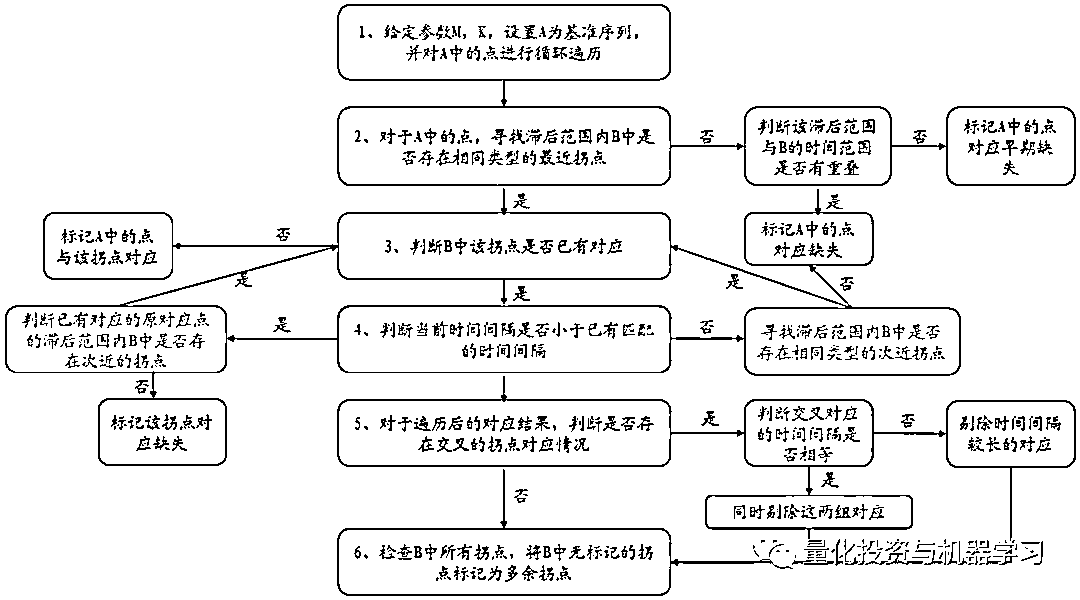 1、给定参数M，K，设置A为基准序列，
并对A中的点进行循环遍历
2、对于A中的点，寻找滞后范围内B中是
否存在相同类型的最近拐点
否
判断该滞后范围
与B的时间范围
是否有重叠
否
标记A中的点
对应早期缺
失
是
是
标记A中的点
与该拐点对应
否
3、判断B中该拐点是否已有对应
标记A中的点
对应缺失
是
是
是
否
判断已有对应的原对应点
的滞后范围内B中是否存
在次近的拐点
是
4、判断当前时间间隔是否小于已有匹配
的时间间隔
否
寻找滞后范围内B中是否
存在相同类型的次近拐点
否
标记该拐点对
应缺失
5、对于遍历后的对应结果，判断是否存
在交叉的拐点对应情况
是
判断交叉对应
的时间间隔是
否相等
否
剔除时间间隔
较长的对应
是
否
同时剔除这两组对应
6、检查B中所有拐点，将B中无标记的拐
点标记为多余拐点
量化投资与机器学习